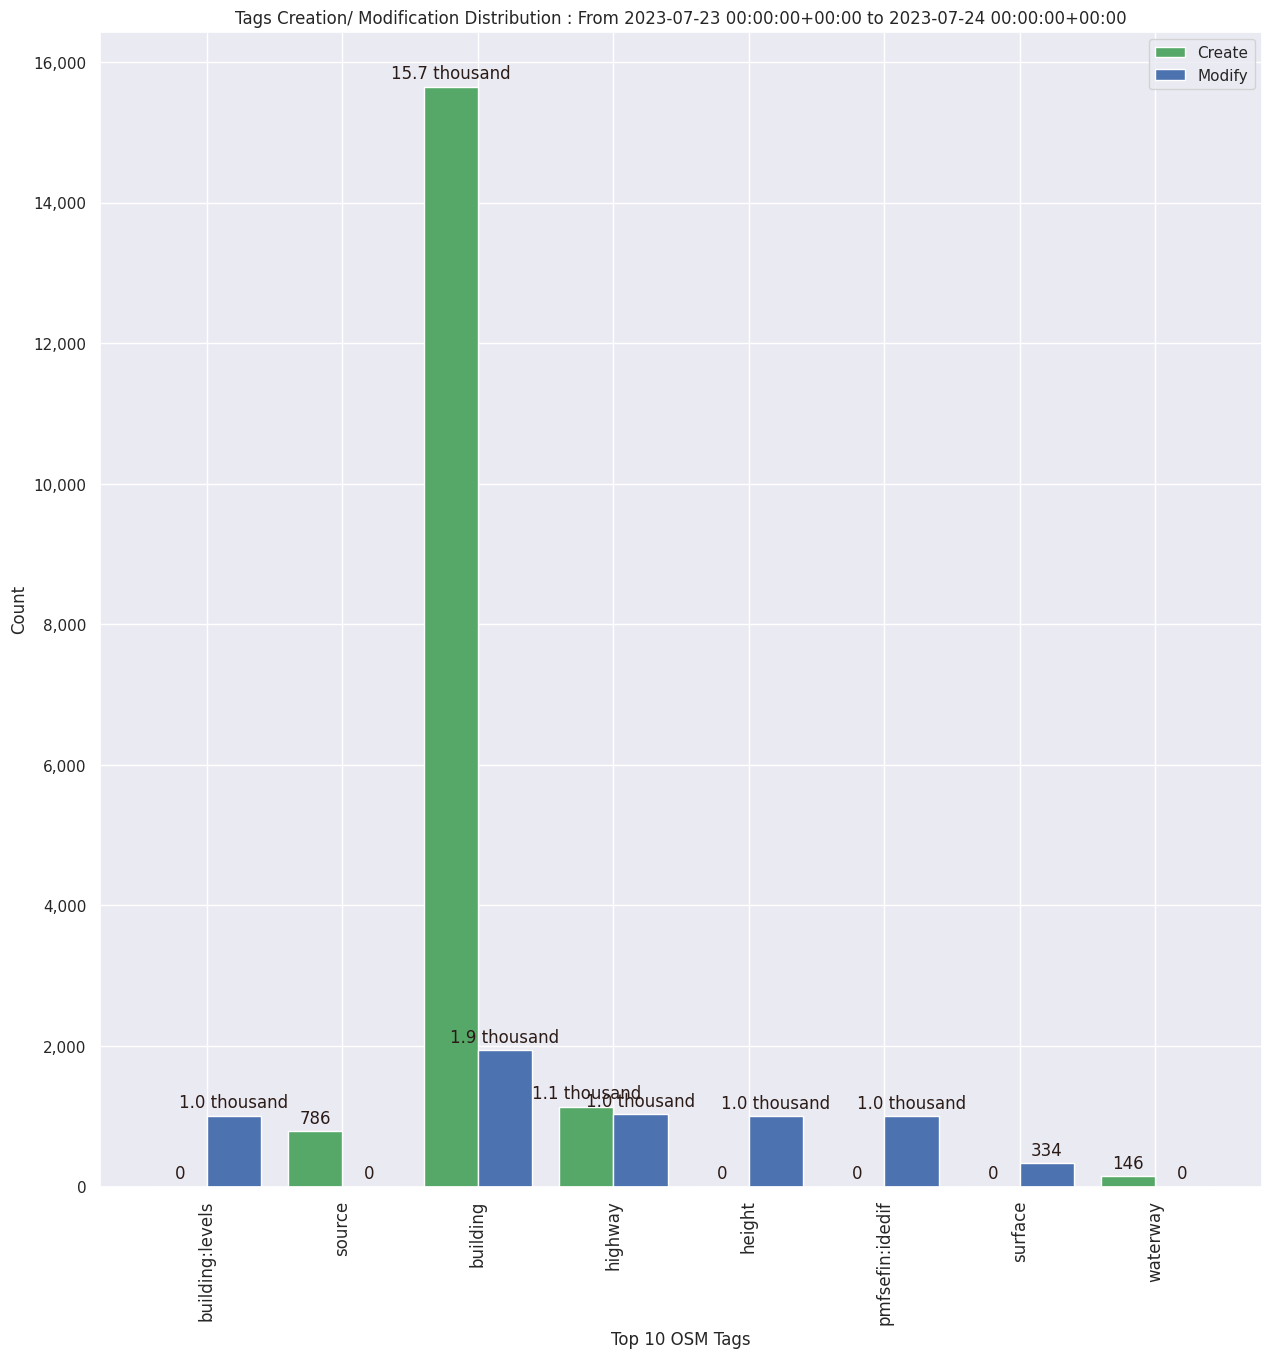 Tags Creation/ Modification Distribution : From 2023-07-23 00:00:00+00:00 to 2023-07-24 00:00:00+00:00
Create
Modify
16,000
14,000
12,000
10,000
8,000
6,000
4,000
2,000
0
Count
0
1.0 thousand
786
0
15.7 thousand
1.9 thousand
1.1 thousand
1.0 thousand
0
1.0 thousand
0
1.0 thousand
0
334
146
0
building:levels
source
building
highway
height
pmfsefin:idedif
surface
waterway
Top 10 OSM Tags